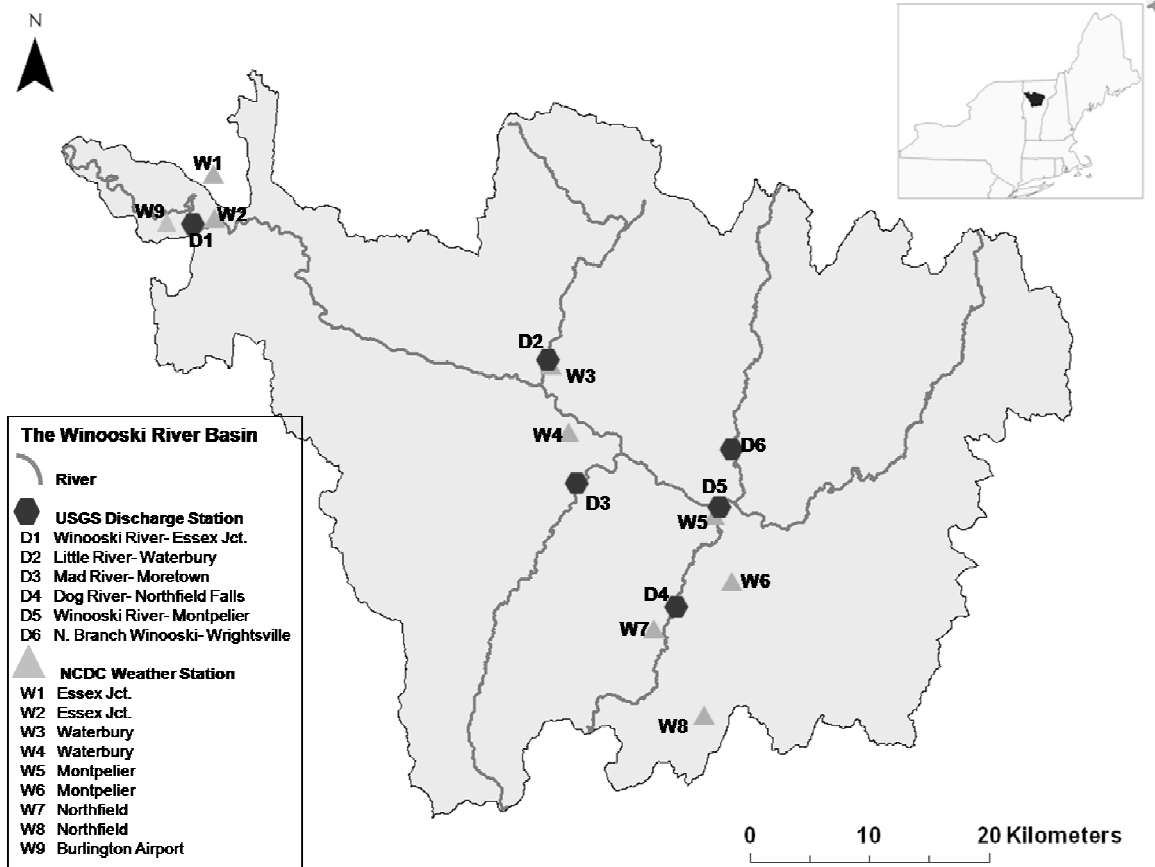 N
W1
W9
W2
D1
D2
W3
W4
D6
D3
D5
W5
W6
D4
W7
W8
The Winooski River Basin
River
USGS Discharge Station
D1 Winooski River- Essex Jct.
D2 Little River- Waterbury
D3 Mad River- Moretown
D4 Dog River- Northfield Falls
D5 Winooski River- Montpelier
D6 N. Branch Winooski- Wrightsville
NCDC Weather Station
W1 Essex Jct.
W2 Essex Jct.
W3 Waterbury
W4 Waterbury
W5 Montpelier
W6 Montpelier
W7 Northfield
W8 Northfield
W9 Burlington Airport
0 10 20 Kilometers